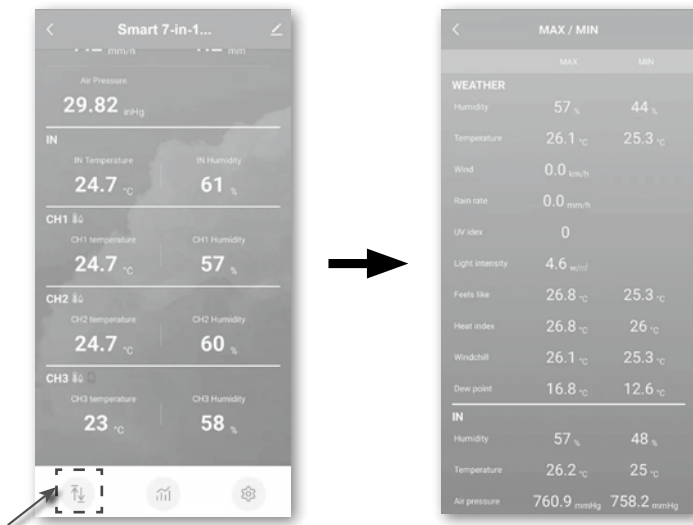 Smart 7-in-1...
mm/h mm
Air Pressure
29.82 inHg
IN
IN Temperature IN Humidity
24.7 °C 61 %
CH1
CH1 temperature CH1 Humidity
24.7 °C 57 %
CH2
CH2 temperature CH2 Humidity
24.7 °C 60 %
CH3
CH3 temperature CH3 Humidity
23 °C 58 %
MAX / MIN
MAX MIN
WEATHER
Humidity 57 % 44 %
Temperature 26.1 °C 25.3 °C
Wind 0.0 km/h
Rain rate 0.0 mm/h
UV idex 0
Light intensity 4.6 w/㎡
Feels like 26.8 °C 25.3 °C
Heat index 26.8 °C 26 °C
Windchill 26.1 °C 25.3 °C
Dew point 16.8 °C 12.6 °C
IN
Humidity 57 % 48 %
Temperature 26.2 °C 25 °C
Air pressure 760.9 mmHg 758.2 mmHg